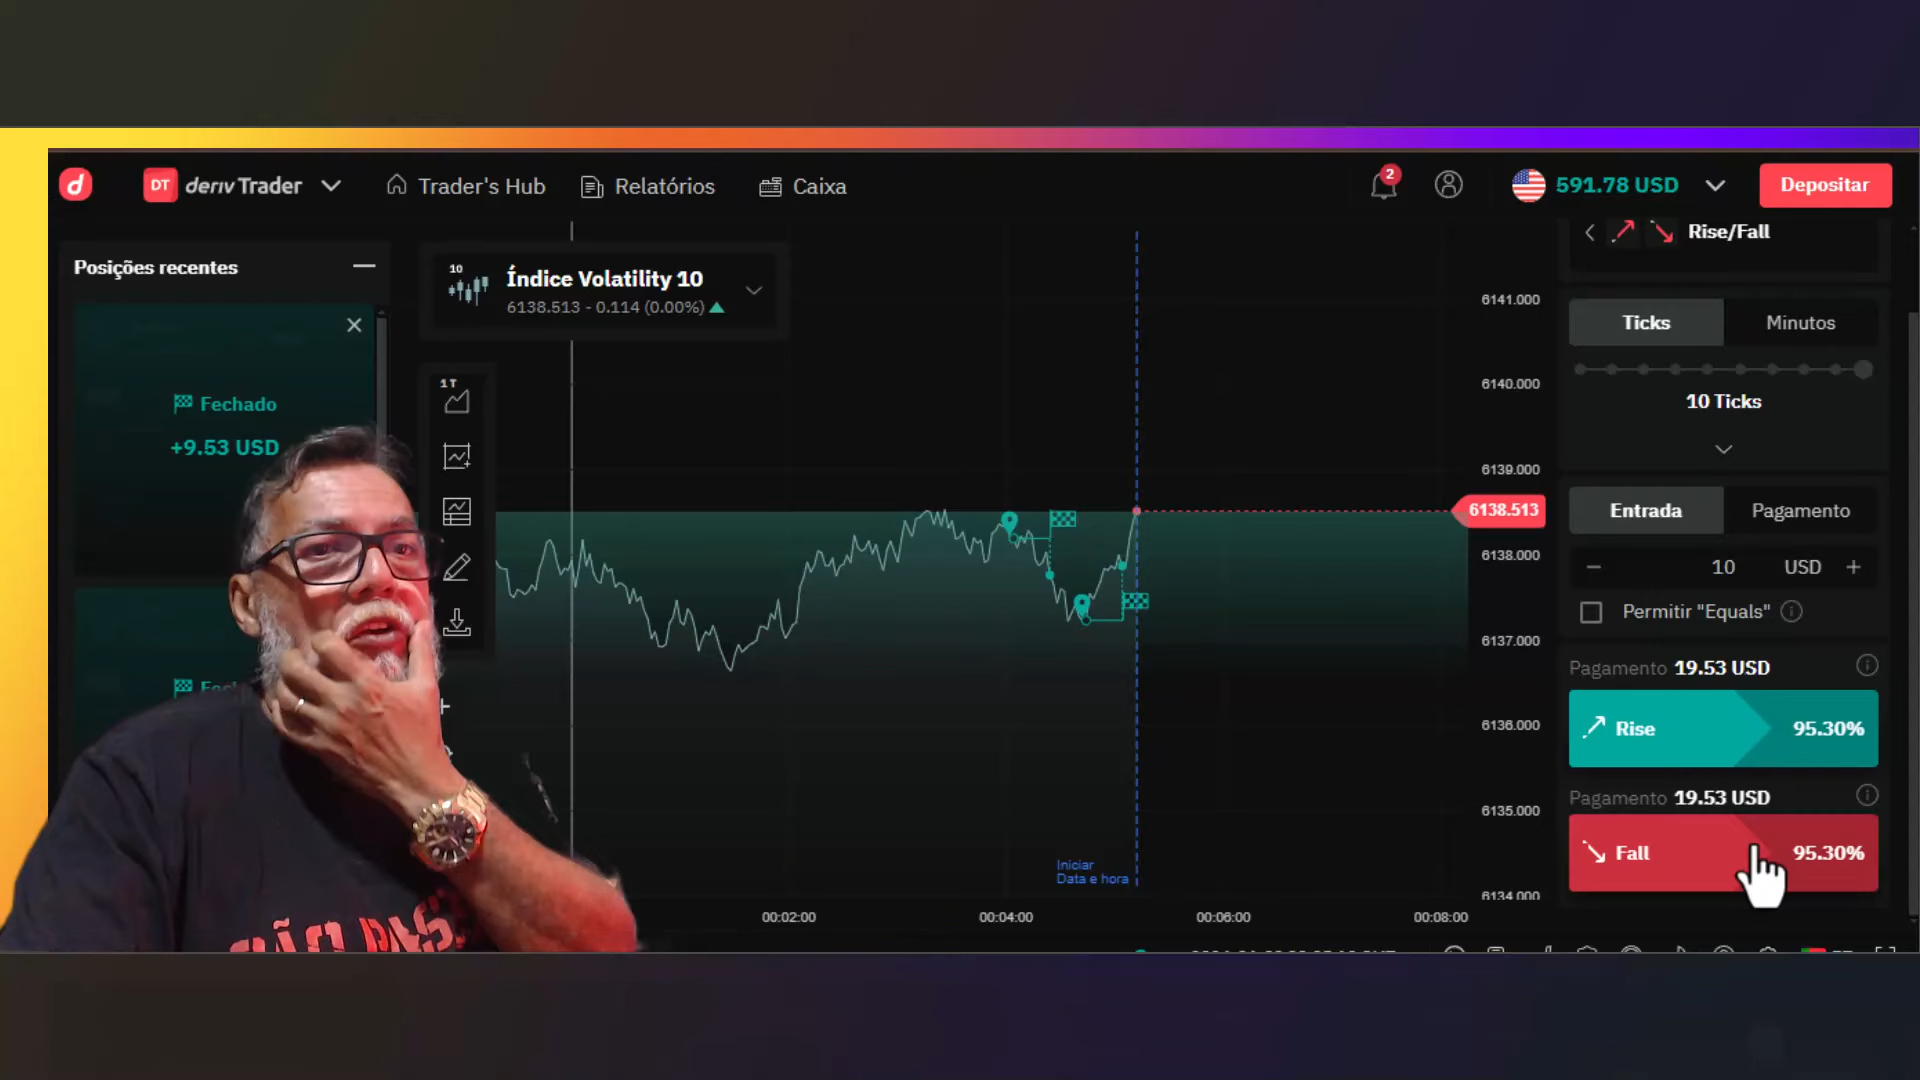 DT deriv Trader
Trader's Hub
Relatórios
Caixa
2
591.78 USD
Depositar
Posições recentes
Fechado
+9.53 USD
10
Índice Volatility 10
6138.513 - 0.114 (0.00%)
1T
6141.000
6140.000
6139.000
6138.513
6138.000
6137.000
6136.000
6135.000
6134.000
Iniciar
Data e hora
00:02:00
00:04:00
00:06:00
00:08:00
Rise/Fall
Ticks
Minutos
10 Ticks
Entrada
Pagamento
10
USD
Permitir "Equals"
Pagamento 19.53 USD
Rise
95.30%
Pagamento 19.53 USD
Fall
95.30%